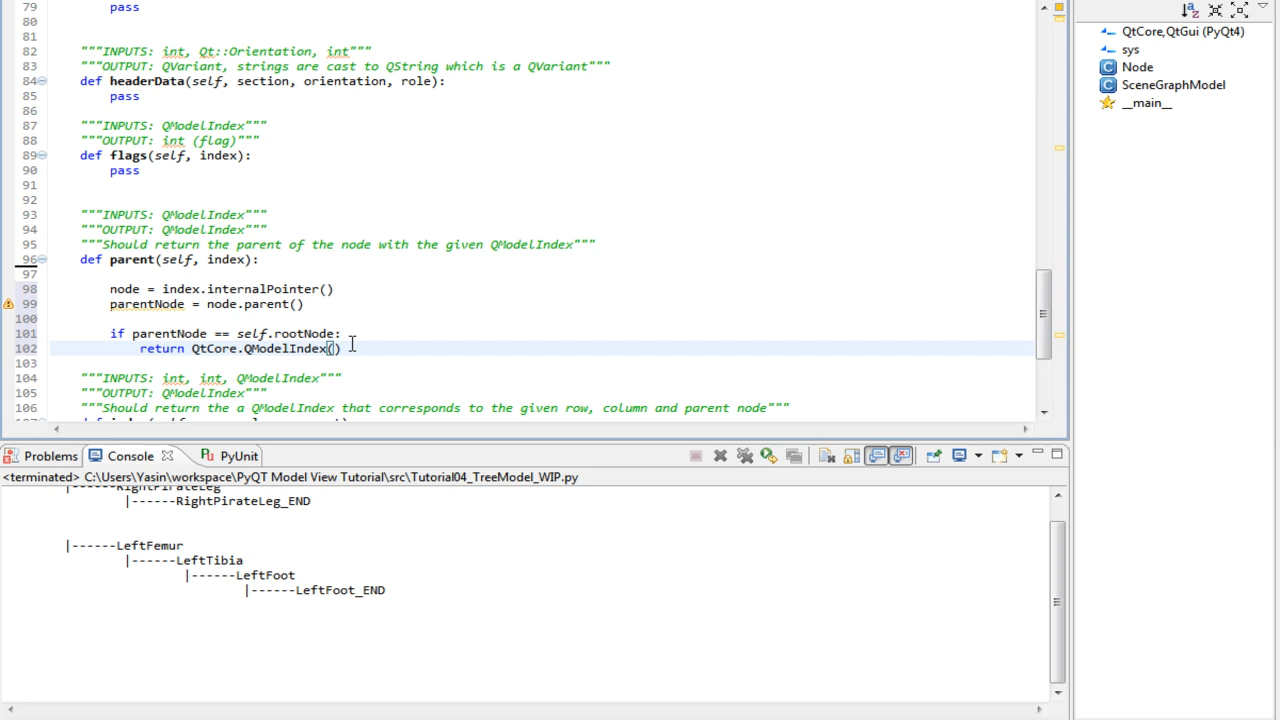 79 pass
80
81
82 """INPUTS: int, Qt::Orientation, int"""
83 """OUTPUT: QVariant, strings are cast to QString which is a QVariant"""
84 def headerData(self, section, orientation, role):
85 pass
86
87 """INPUTS: QModelIndex"""
88 """OUTPUT: int (flag)"""
89 def flags(self, index):
90 pass
91
92
93 """INPUTS: QModelIndex"""
94 """OUTPUT: QModelIndex"""
95 """Should return the parent of the node with the given QModelIndex"""
96 def parent(self, index):
97
98 node = index.internalPointer()
99 parentNode = node.parent()
100
101 if parentNode == self.rootNode:
102 return QtCore.QModelIndex()
103
104 """INPUTS: int, int, QModelIndex"""
105 """OUTPUT: QModelIndex"""
106 """Should return the a QModelIndex that corresponds to the given row, column and parent node"""
QtCore,QtGui (PyQt4)
sys
Node
SceneGraphModel
__main__
Problems Console PyUnit
<terminated> C:\Users\Yasin\workspace\PyQT Model View Tutorial\src\Tutorial04_TreeModel_WIP.py
|------RightPirateLeg
|------RightPirateLeg_END
|------LeftFemur
|------LeftTibia
|------LeftFoot
|------LeftFoot_END